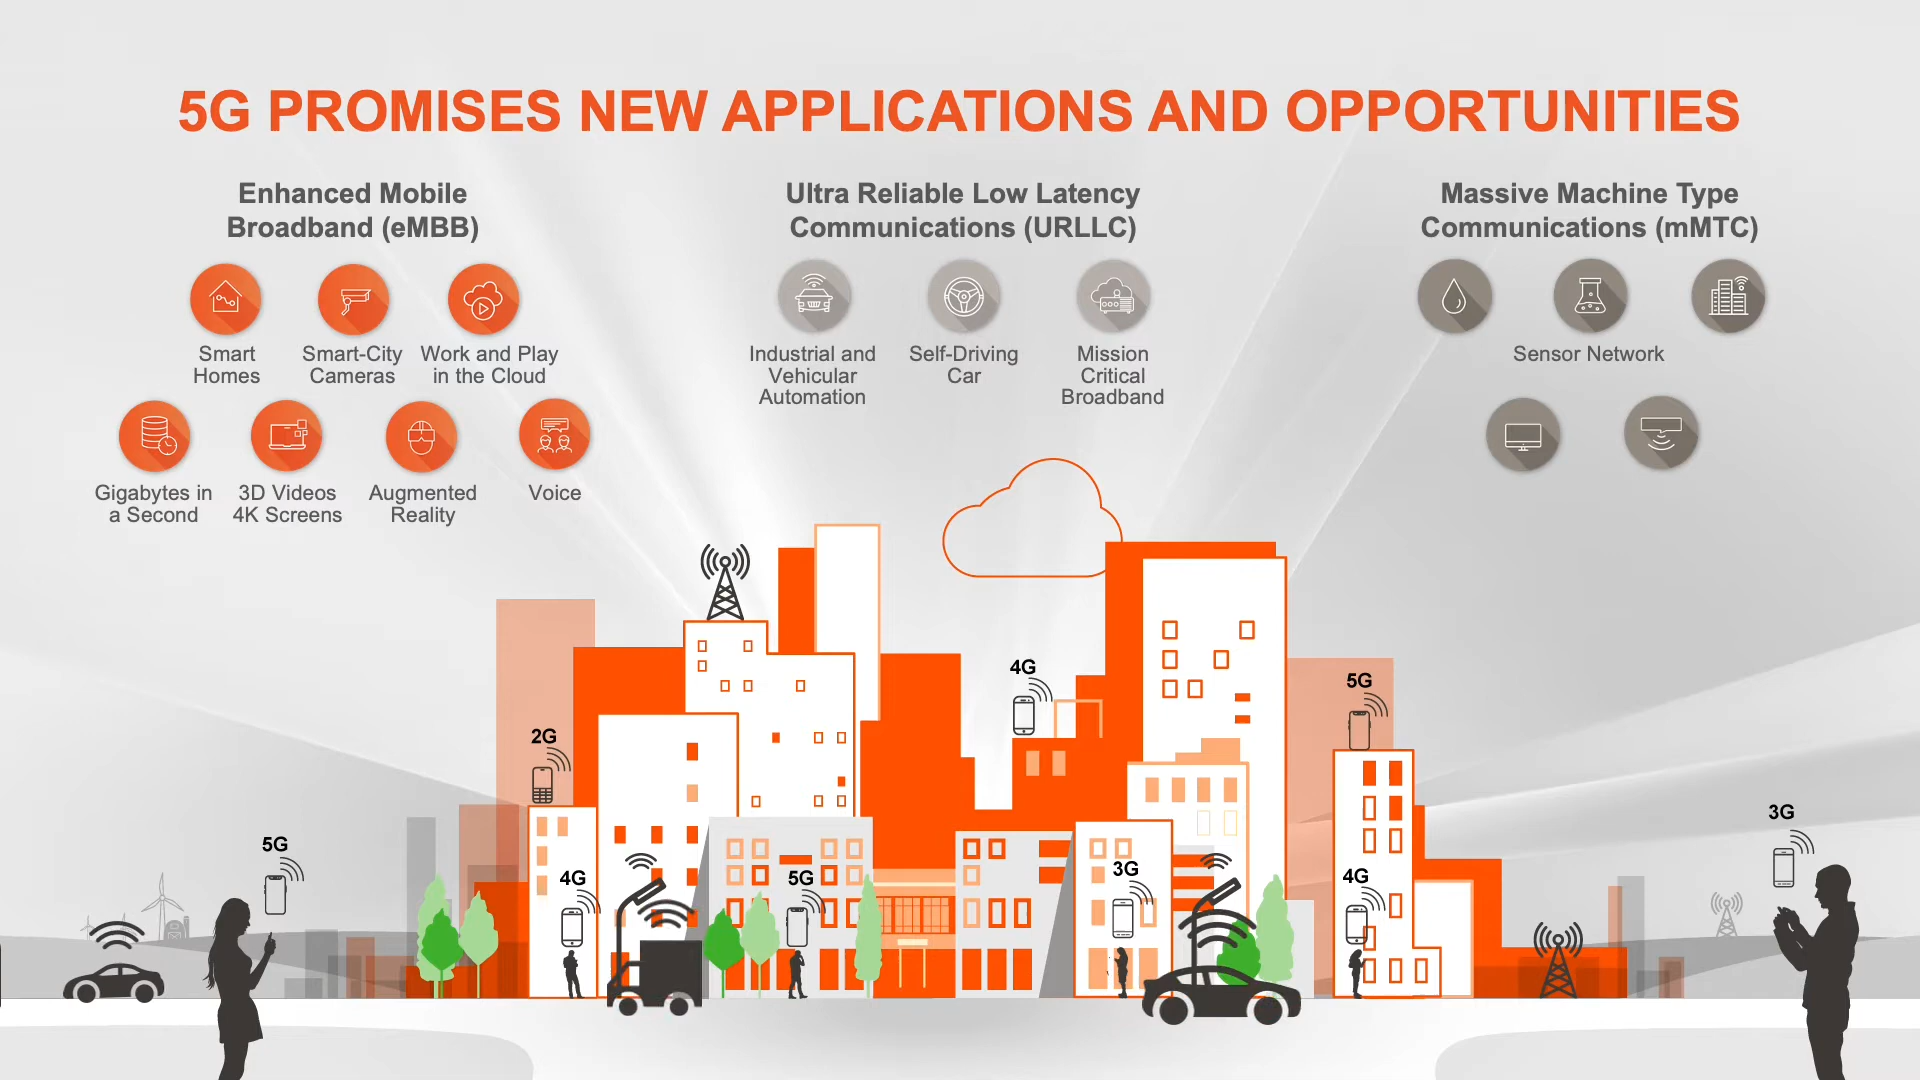 5G PROMISES NEW APPLICATIONS AND OPPORTUNITIES
Enhanced Mobile
Broadband (eMBB)
Smart
Homes
Smart-City
Cameras
Work and Play
in the Cloud
Gigabytes in
a Second
3D Videos
4K Screens
Augmented
Reality
Voice
Ultra Reliable Low Latency
Communications (URLLC)
Industrial and
Vehicular
Automation
Self-Driving
Car
Mission
Critical
Broadband
Massive Machine Type
Communications (mMTC)
Sensor Network
4G
5G
2G
3G
5G
4G
5G
3G
4G